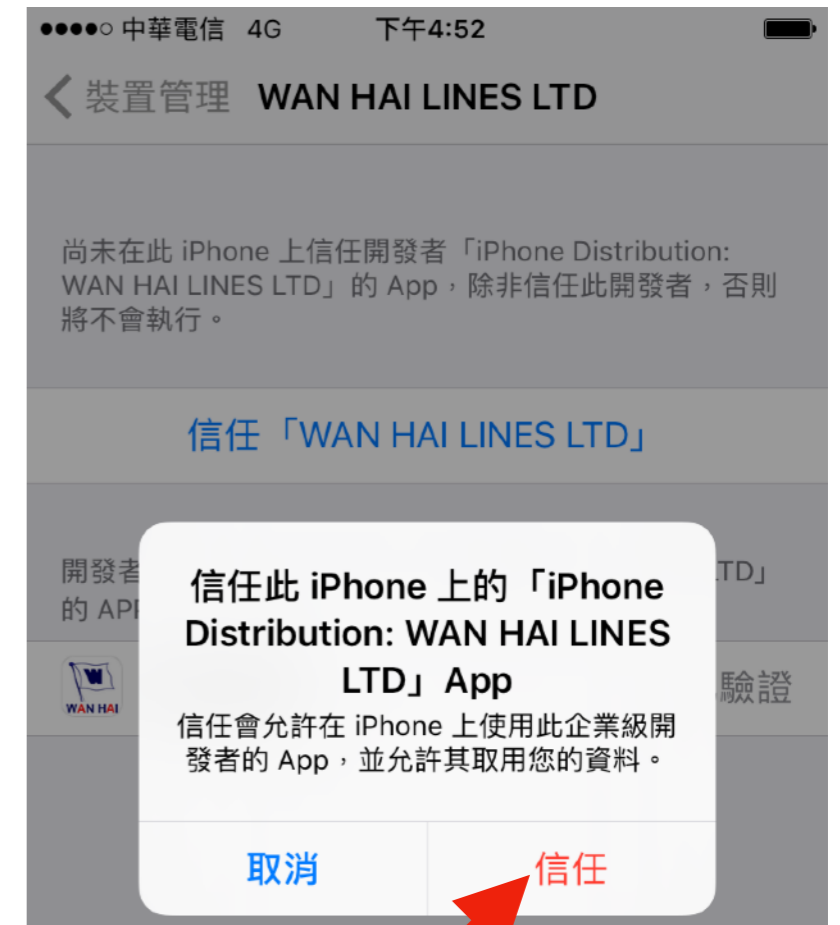 中華電信 4G 下午4:52
裝置管理 WAN HAI LINES LTD
尚未在此 iPhone 上信任開發者「iPhone Distribution:
WAN HAI LINES LTD」的 App，除非信任此開發者，否則
將不會執行。
信任「WAN HAI LINES LTD」
開發者 LTD」
的 AP
信任此 iPhone 上的「iPhone
Distribution: WAN HAI LINES
LTD」App
信任會允許在 iPhone 上使用此企業級開
發者的 App，並允許其取用您的資料。
W
WAN HAI
驗證
取消 信任